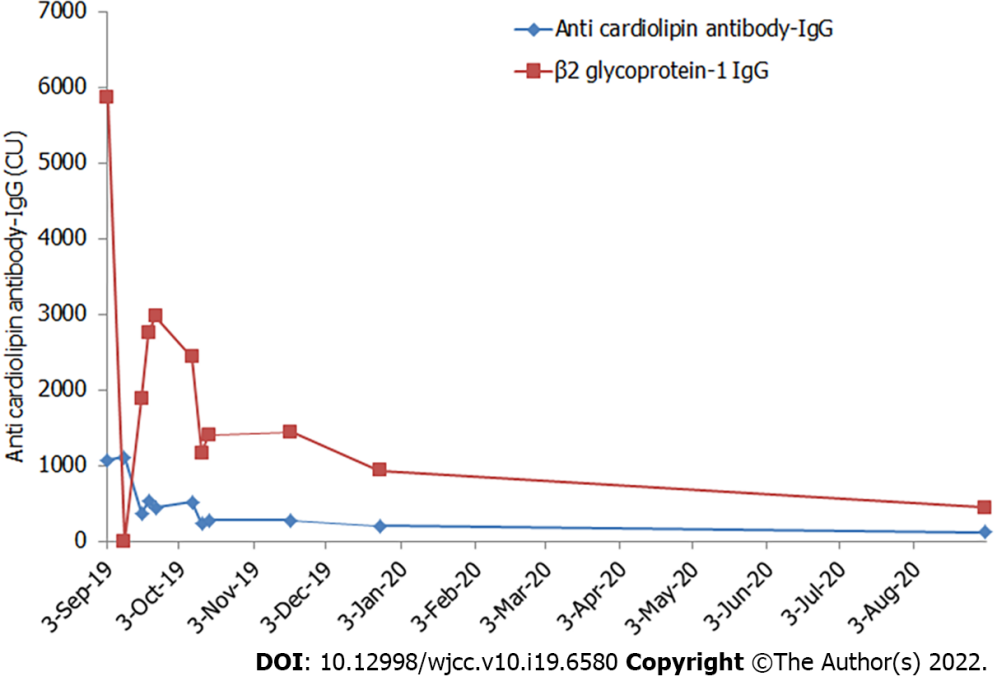 7000
6000
5000
4000
3000
2000
1000
0
Anti cardiolipin antibody-IgG (CU)
Anti cardiolipin antibody-IgG
β2 glycoprotein-1 IgG
3-Sep-19
3-Oct-19
3-Nov-19
3-Dec-19
3-Jan-20
3-Feb-20
3-Mar-20
3-Apr-20
3-May-20
3-Jun-20
3-Jul-20
3-Aug-20
DOI: 10.12998/wjcc.v10.i19.6580 Copyright ©The Author(s) 2022.